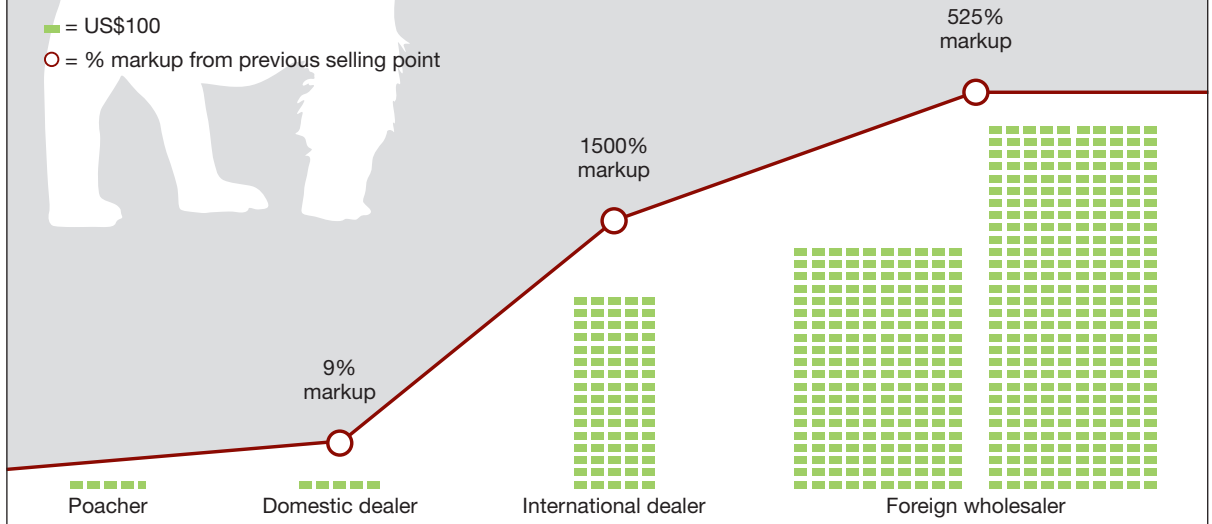 = US$100
= % markup from previous selling point
525%
markup
1500%
markup
9%
markup
Poacher
Domestic dealer
International dealer
Foreign wholesaler